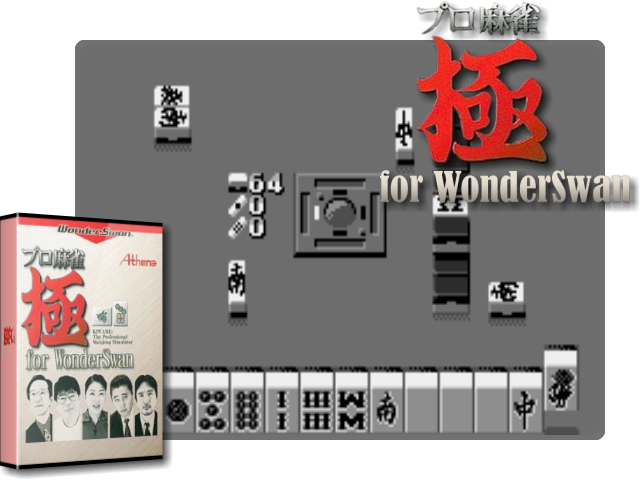 プロ麻雀
極
for WonderSwan
64
0
0
南
WonderSwan
プロ麻雀
Athena
極
KIWAME
The Professional
Mahjong Simulator
for WonderSwan
南
中